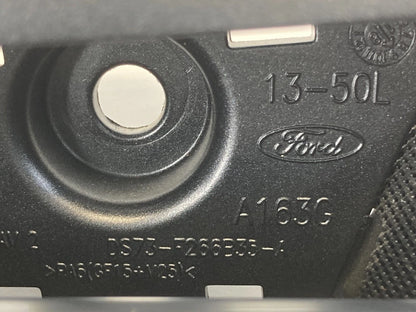 13-50L
Ford
A163G
DS73-F266B35-A
>PA6(GF15+M25)<